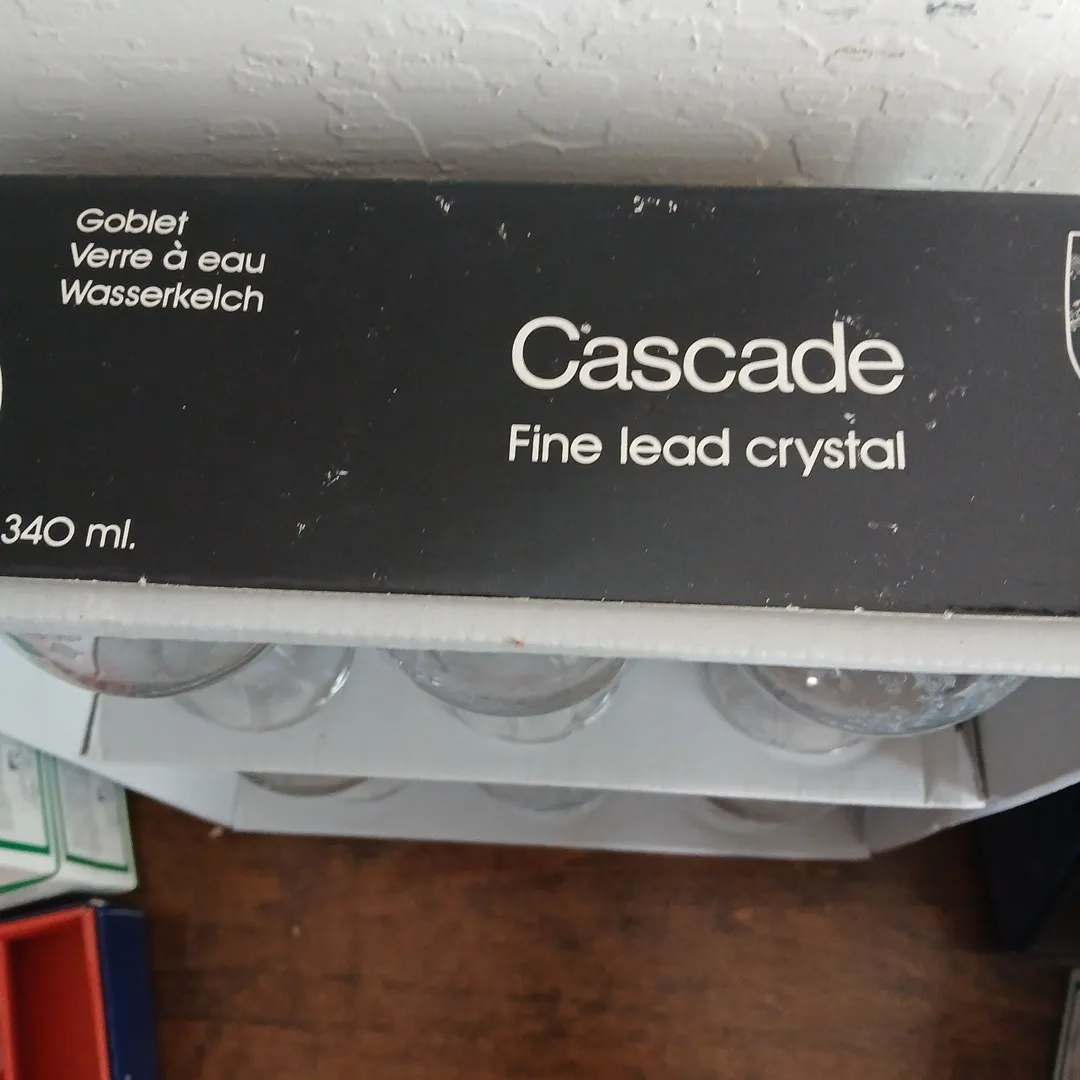 Goblet
Verre à eau
Wasserkelch
Cascade
Fine lead crystal
340 ml.